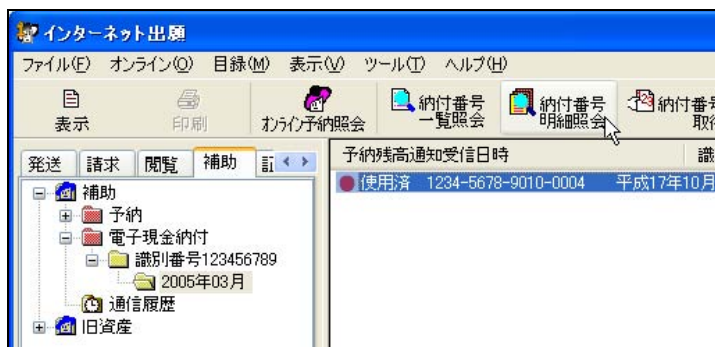 インターネット出願
ファイル(F) オンライン(O) 目録(M) 表示(V) ツール(T) ヘルプ(H)
表示 印刷 オンライン予納照会 納付番号一覧照会 納付番号明細照会 納付番号
発送 請求 閲覧 補助
予納残高通知受信日時 識
使用済 1234-5678-9010-0004 平成17年10月
補助
予納
電子現金納付
識別番号123456789
2005年03月
通信履歴
旧資産